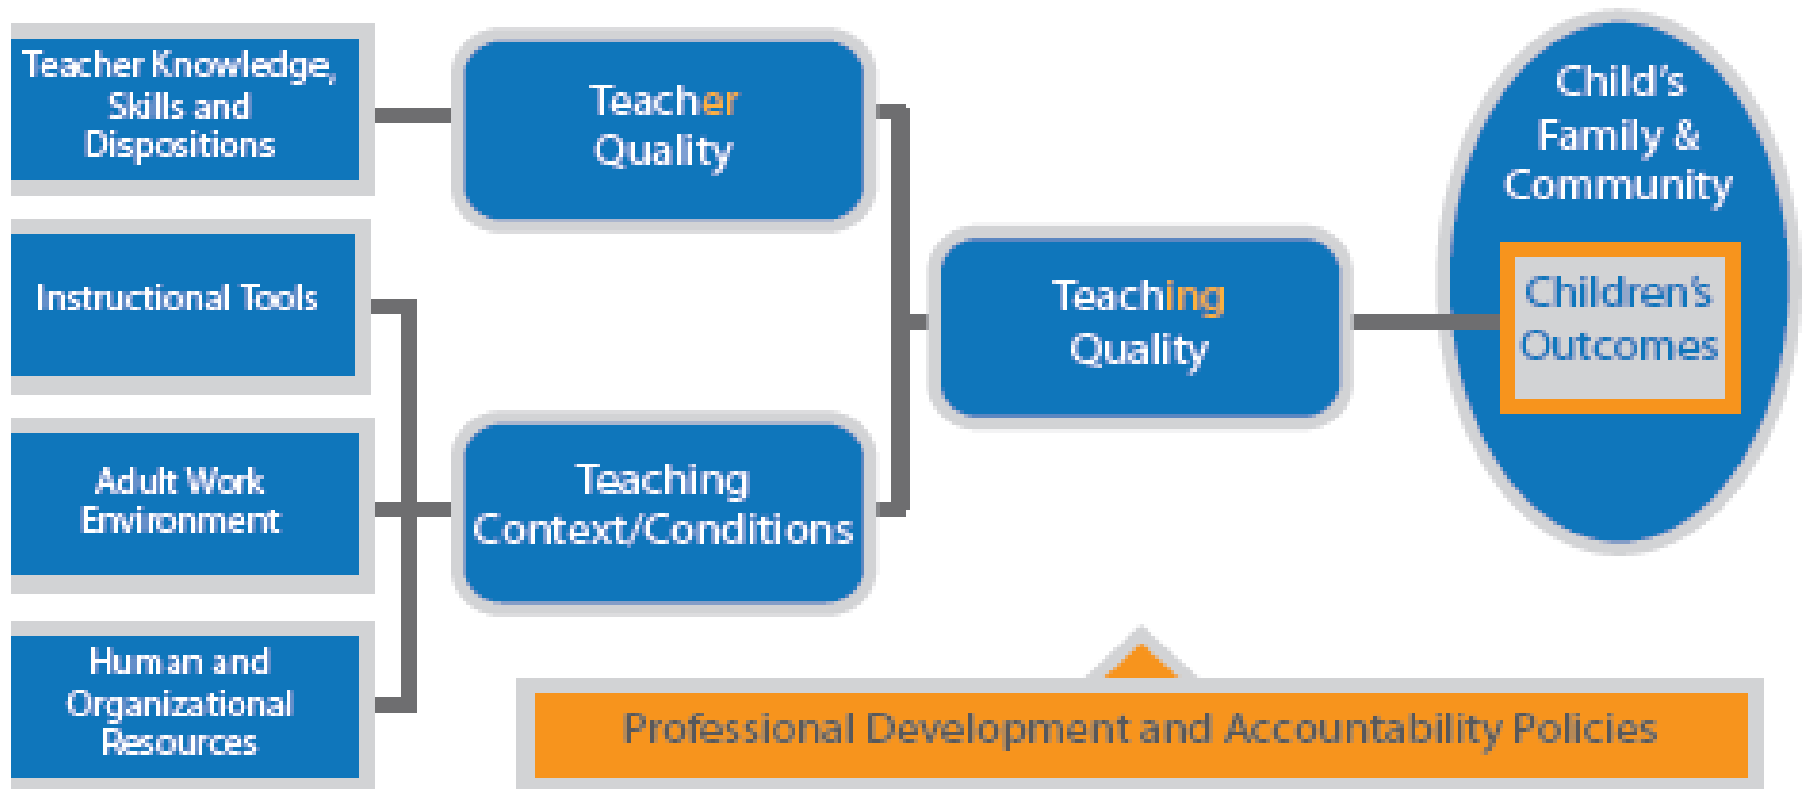 Teacher Knowledge,
Skills and
Dispositions
Instructional Tools
Adult Work
Environment
Human and
Organizational
Resources
Teacher
Quality
Teaching
Context/Conditions
Teaching
Quality
Child's
Family &
Community
Children's
Outcomes
Professional Development and Accountability Policies